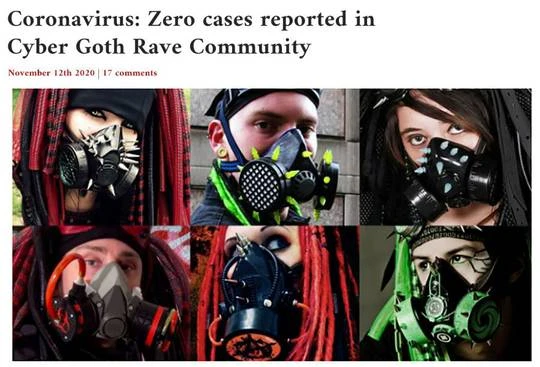 Coronavirus: Zero cases reported in
Cyber Goth Rave Community
November 12th 2020 | 17 comments